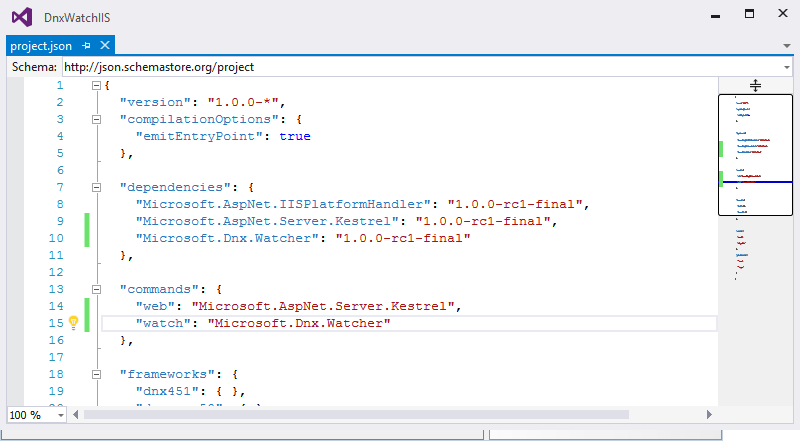 DnxWatchIIS
project.json
Schema: http://json.schemastore.org/project
1 {
2 "version": "1.0.0-*",
3 "compilationOptions": {
4 "emitEntryPoint": true
5 },
6
7 "dependencies": {
8 "Microsoft.AspNet.IISPlatformHandler": "1.0.0-rc1-final",
9 "Microsoft.AspNet.Server.Kestrel": "1.0.0-rc1-final",
10 "Microsoft.Dnx.Watcher": "1.0.0-rc1-final"
11 },
12
13 "commands": {
14 "web": "Microsoft.AspNet.Server.Kestrel",
15 "watch": "Microsoft.Dnx.Watcher"
16 },
17
18 "frameworks": {
19 "dnx451": { },
100 %